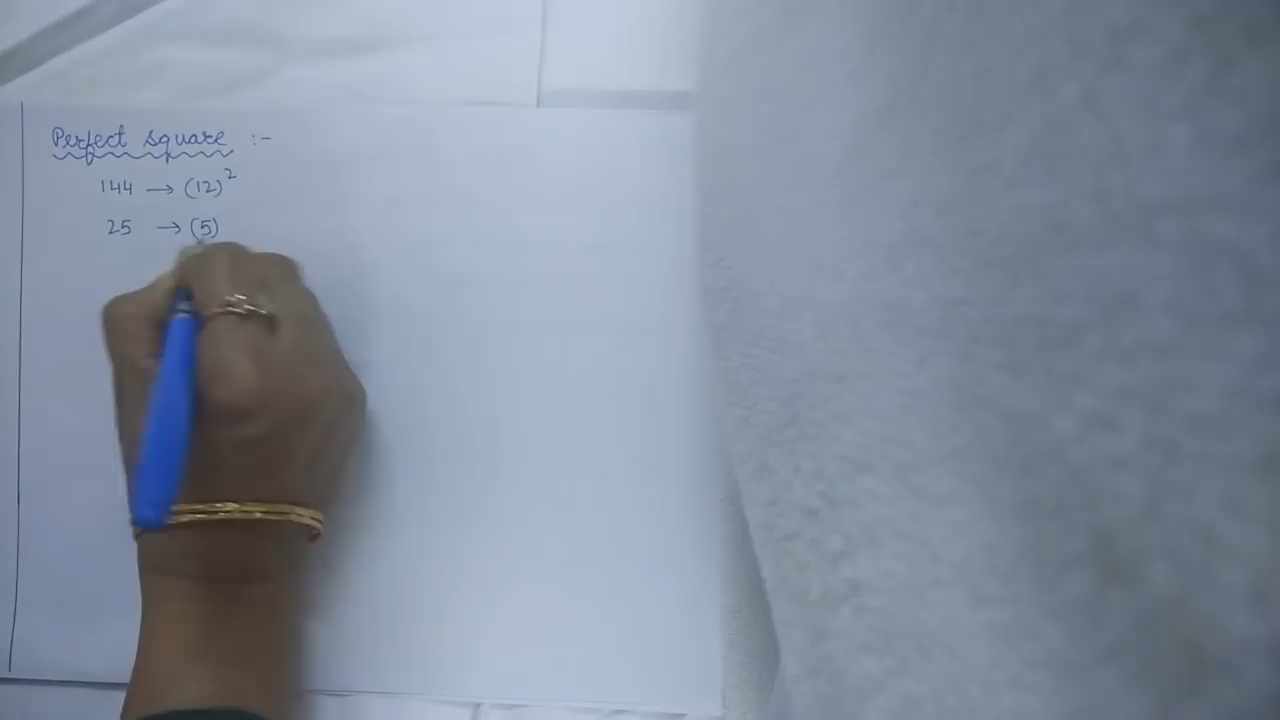 Perfect square :-
144 → (12)²
25 → (5)